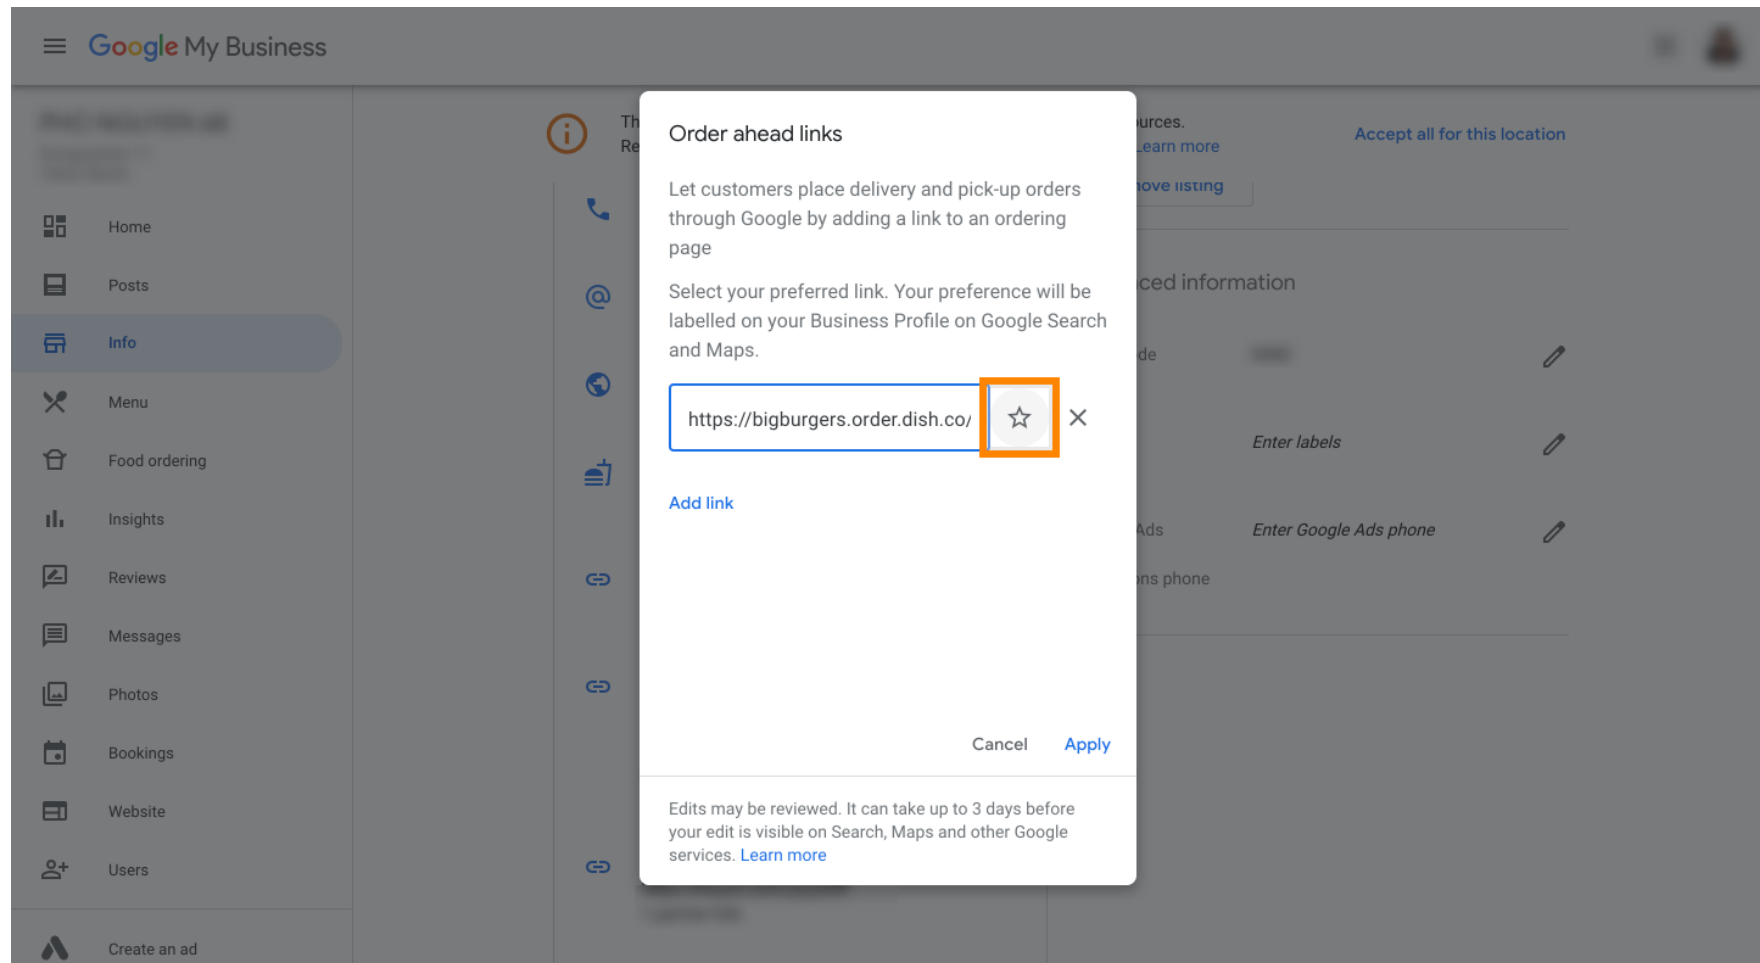 Google My Business
Home
Posts
Info
Menu
Food ordering
Insights
Reviews
Messages
Photos
Bookings
Website
Users
Create an ad
Th
Re
urces.
Learn more
Accept all for this location
ove listing
ced information
de
Enter labels
Ads
Enter Google Ads phone
ons phone
Order ahead links
Let customers place delivery and pick-up orders
through Google by adding a link to an ordering
page
Select your preferred link. Your preference will be
labelled on your Business Profile on Google Search
and Maps.
https://bigburgers.order.dish.co/
Add link
Cancel
Apply
Edits may be reviewed. It can take up to 3 days before
your edit is visible on Search, Maps and other Google
services. Learn more